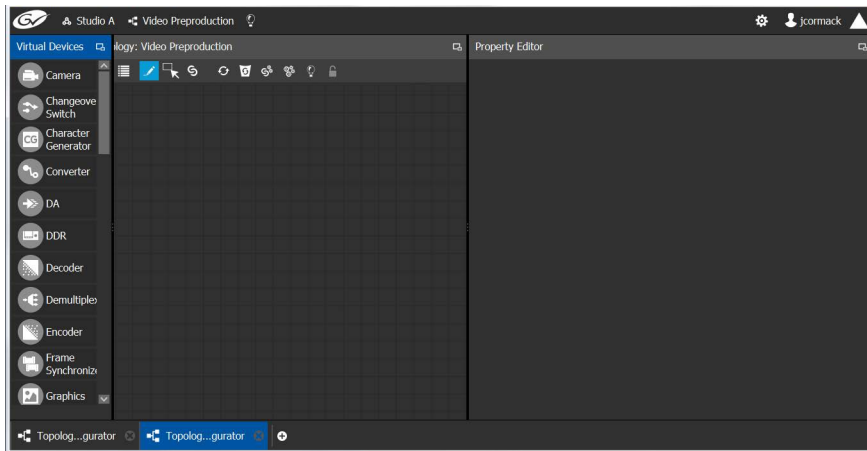 GV Studio A Video Preproduction jcormack
Virtual Devices ology: Video Preproduction Property Editor
Camera
Changeove
Switch
Character
CG Generator
Converter
DA
DDR
Decoder
Demultiplex
Encoder
Frame
Synchroniz
Graphics
Topolog...gurator Topolog...gurator